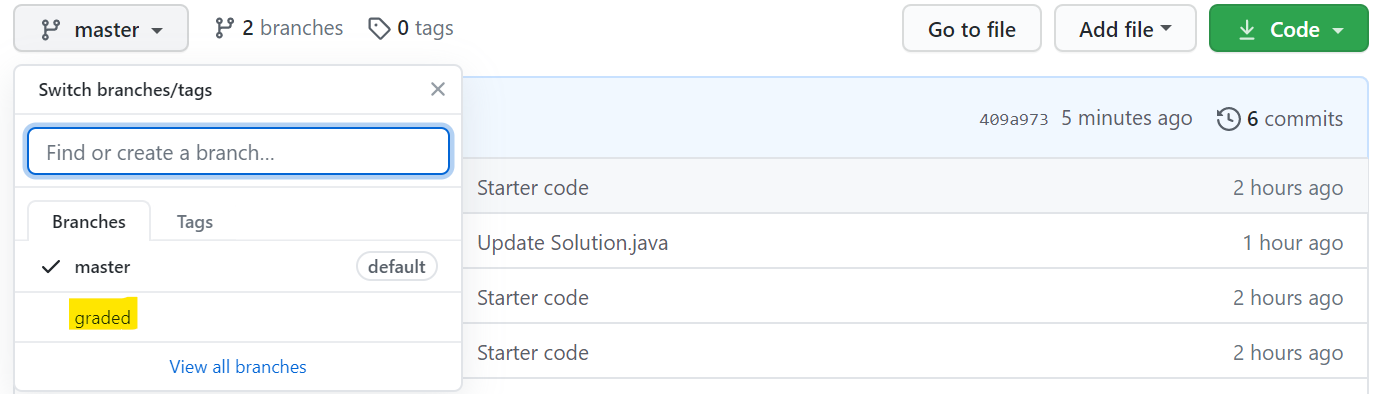 master 2 branches 0 tags Go to file Add file Code
Switch branches/tags
409a973 5 minutes ago 6 commits
Find or create a branch...
Starter code 2 hours ago
Branches Tags
Update Solution.java 1 hour ago
master default
Starter code 2 hours ago
graded
Starter code 2 hours ago
View all branches